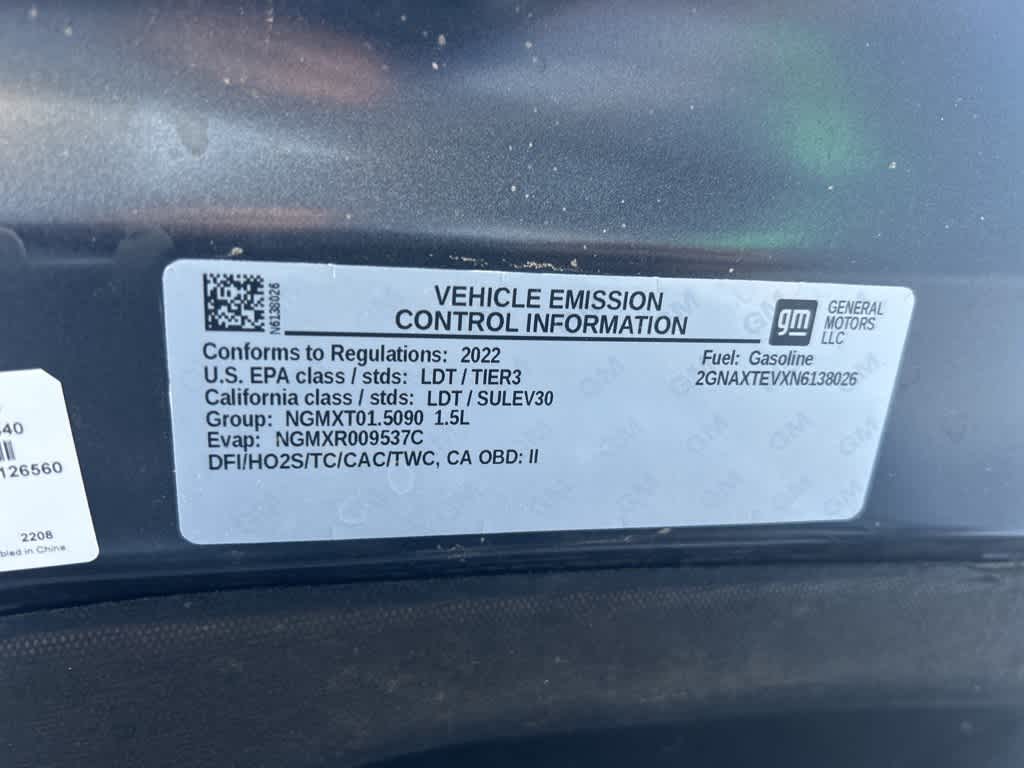 N6138026
VEHICLE EMISSION
CONTROL INFORMATION
gm
GENERAL
MOTORS
LLC
Conforms to Regulations: 2022
U.S. EPA class / stds: LDT / TIER3
California class / stds: LDT / SULEV30
Group: NGMXT01.5090 1.5L
Evap: NGMXR009537C
DFI/HO2S/TC/CAC/TWC, CA OBD: II
Fuel: Gasoline
2GNAXTEVXN6138026
40
126560
2208
bled in China